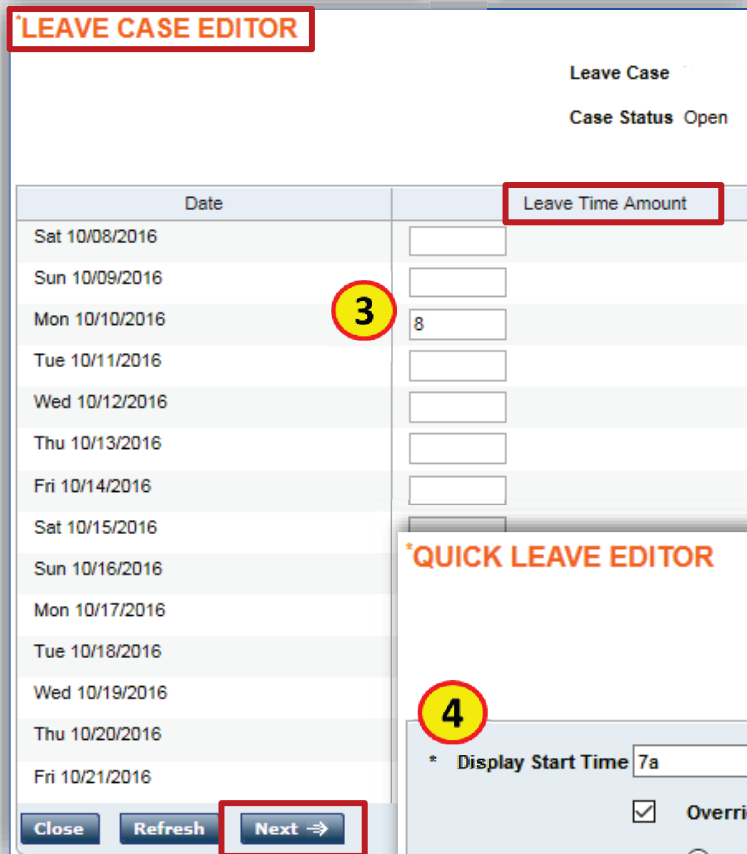 *LEAVE CASE EDITOR
Leave Case
Case Status Open
Date Leave Time Amount
Sat 10/08/2016
Sun 10/09/2016
3
Mon 10/10/2016 8
Tue 10/11/2016
Wed 10/12/2016
Thu 10/13/2016
Fri 10/14/2016
Sat 10/15/2016
Sun 10/16/2016
Mon 10/17/2016
Tue 10/18/2016
Wed 10/19/2016
Thu 10/20/2016
Fri 10/21/2016
Close Refresh Next ⇒
*QUICK LEAVE EDITOR
4
* Display Start Time 7a